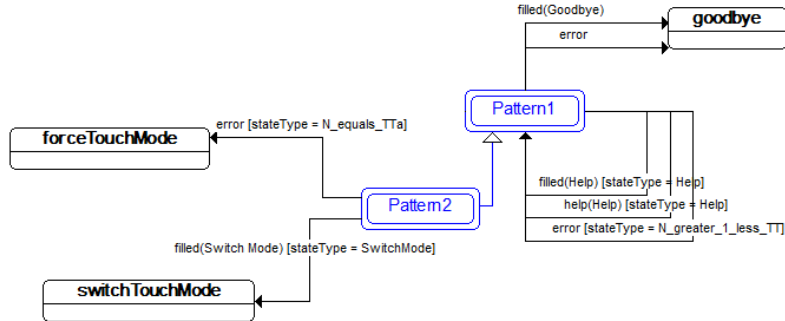 filled(Goodbye)
goodbye
error
Pattern1
error [stateType = N_equals_TTa]
forceTouchMode
filled(Help) [stateType = Help]
help(Help) [stateType = Help]
Pattern2
error [stateType = N_greater_1_less_TT]
filled(Switch Mode) [stateType = SwitchMode]
switchTouchMode